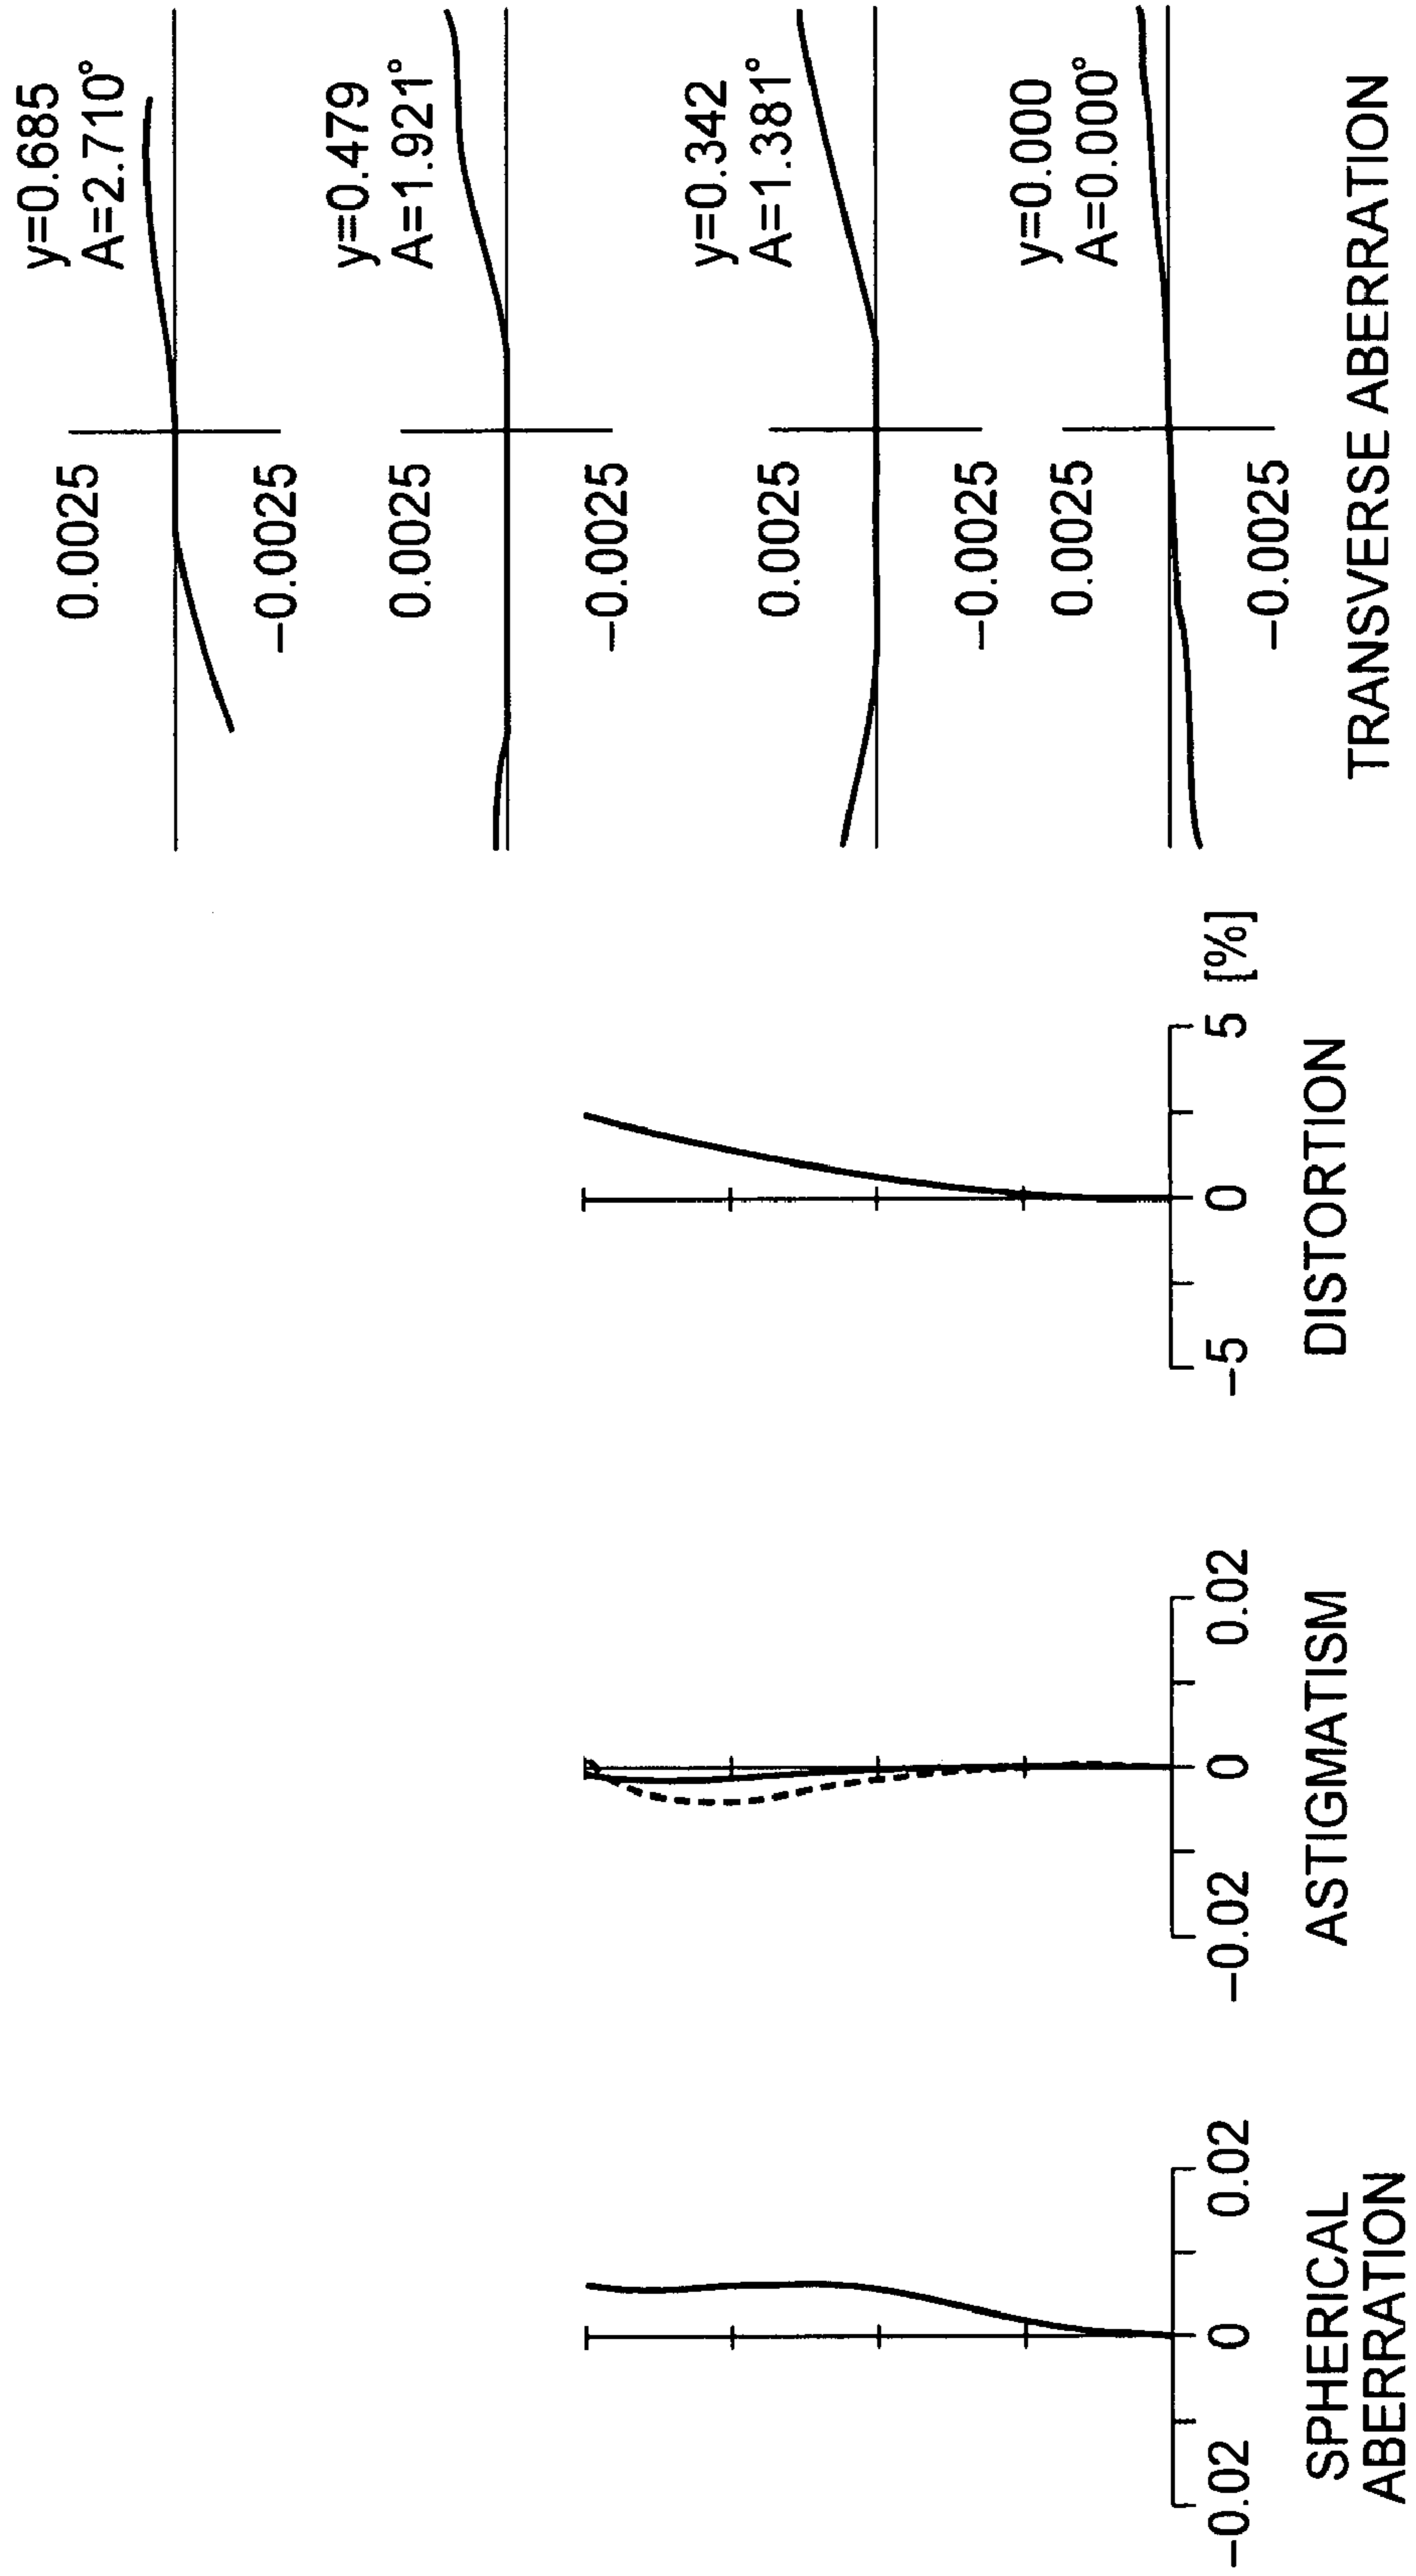 −0.02
0
0.02
SPHERICAL
ABERRATION
−0.02
0
0.02
ASTIGMATISM
−5
0
5
[%]
DISTORTION
y=0.685
A=2.710°
0.0025
−0.0025
y=0.479
A=1.921°
0.0025
−0.0025
y=0.342
A=1.381°
0.0025
−0.0025
y=0.000
A=0.000°
0.0025
−0.0025
TRANSVERSE ABERRATION